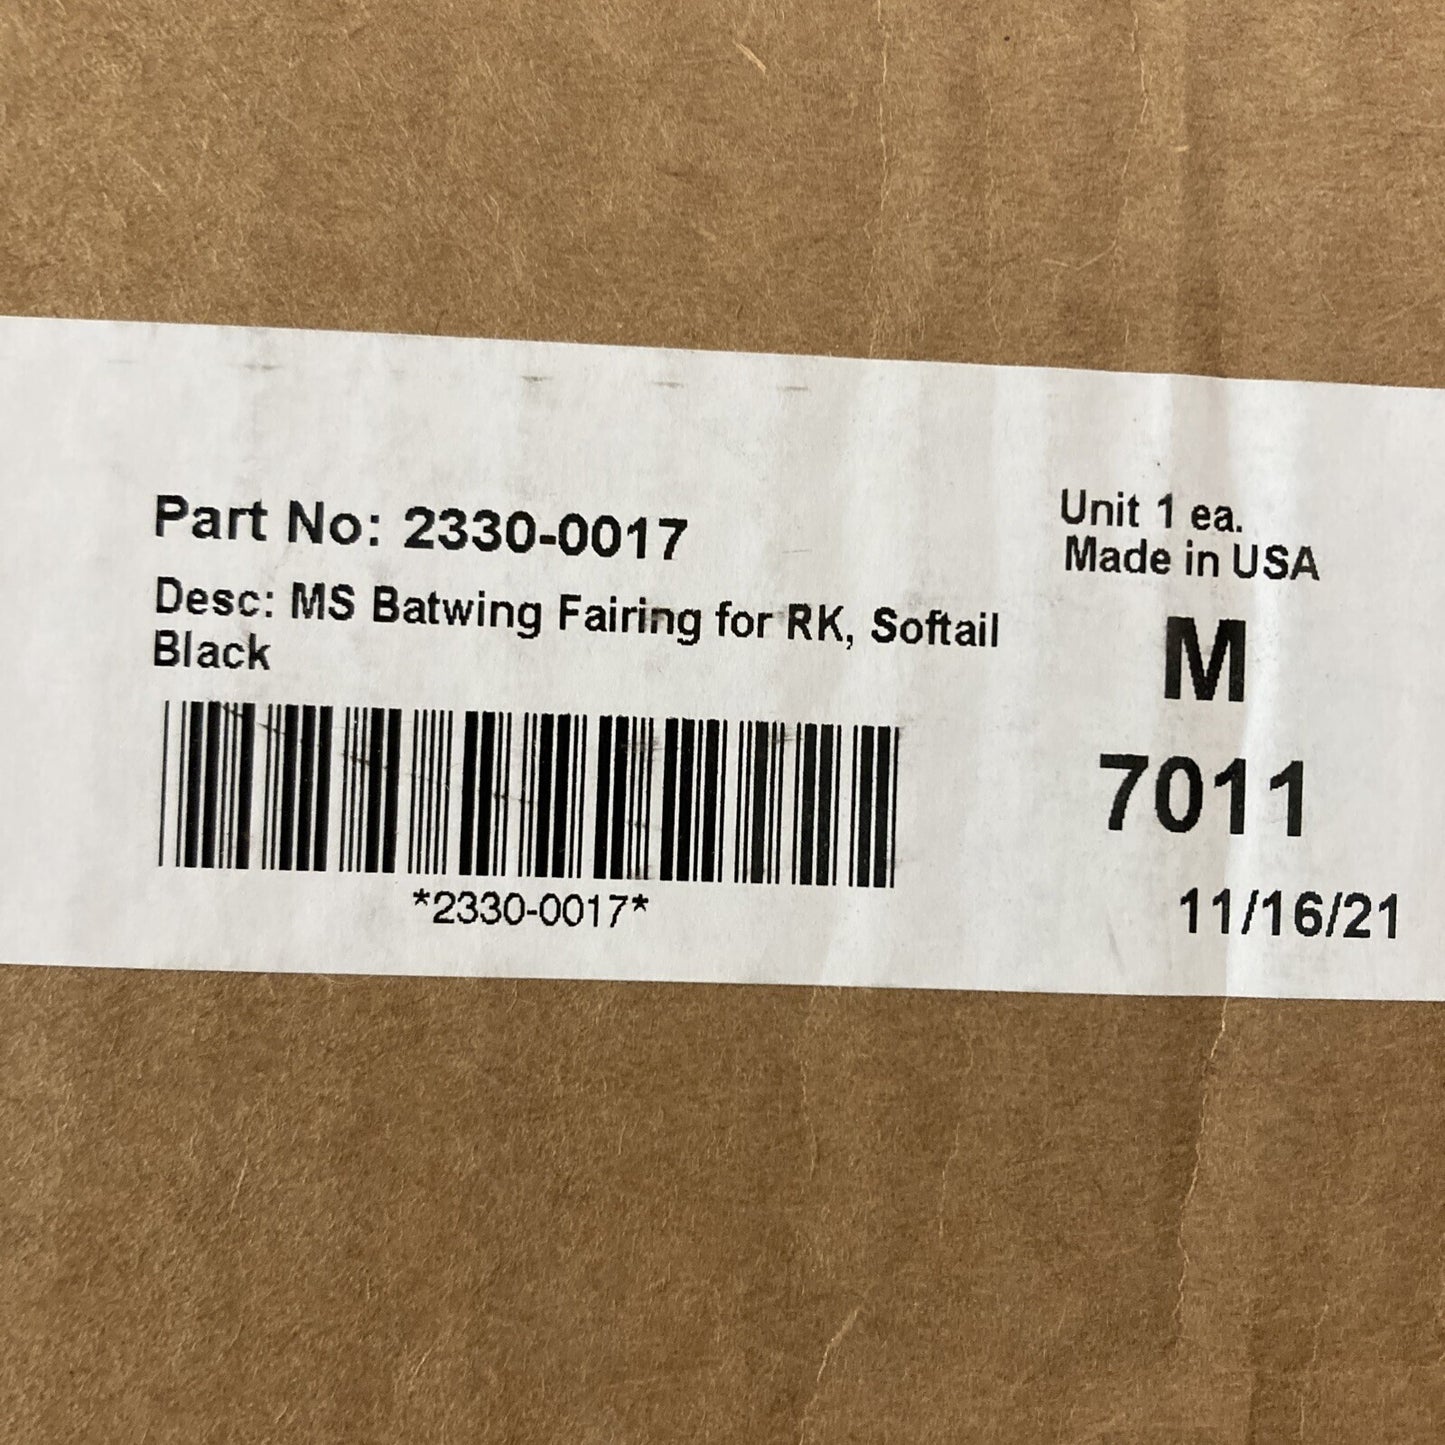 Part No: 2330-0017
Desc: MS Batwing Fairing for RK, Softail
Black
*2330-0017*
Unit 1 ea.
Made in USA
M
7011
11/16/21